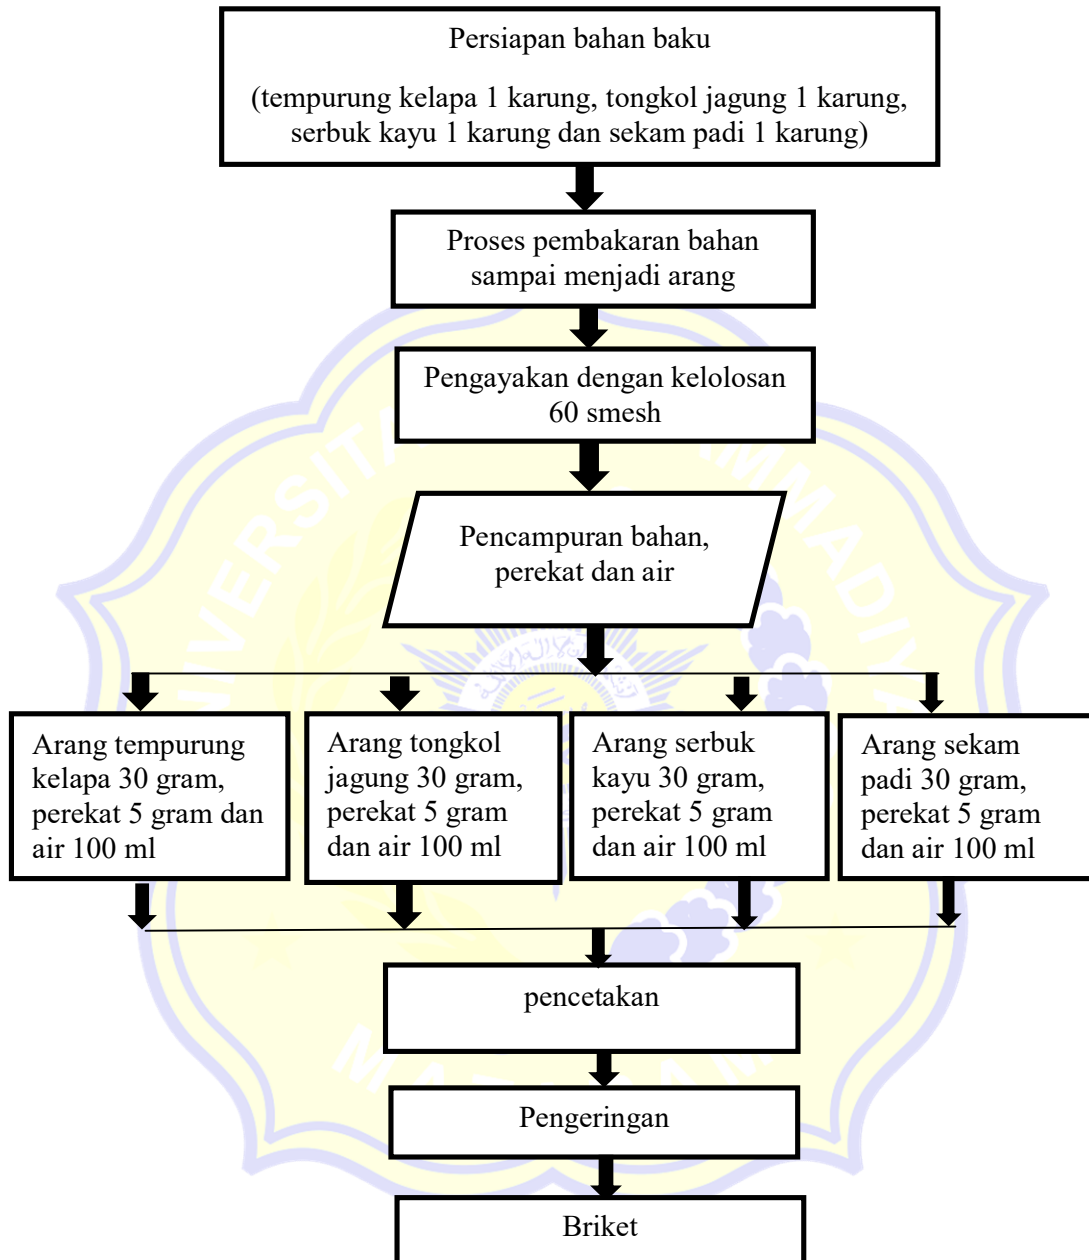 Persiapan bahan baku
(tempurung kelapa 1 karung, tongkol jagung 1 karung,
serbuk kayu 1 karung dan sekam padi 1 karung)
Proses pembakaran bahan
sampai menjadi arang
Pengayakan dengan kelolosan
60 smesh
Pencampuran bahan,
perekat dan air
Arang tempurung
kelapa 30 gram,
perekat 5 gram dan
air 100 ml
Arang tongkol
jagung 30 gram,
perekat 5 gram
dan air 100 ml
Arang serbuk
kayu 30 gram,
perekat 5 gram
dan air 100 ml
Arang sekam
padi 30 gram,
perekat 5 gram
dan air 100 ml
pencetakan
Pengeringan
Briket